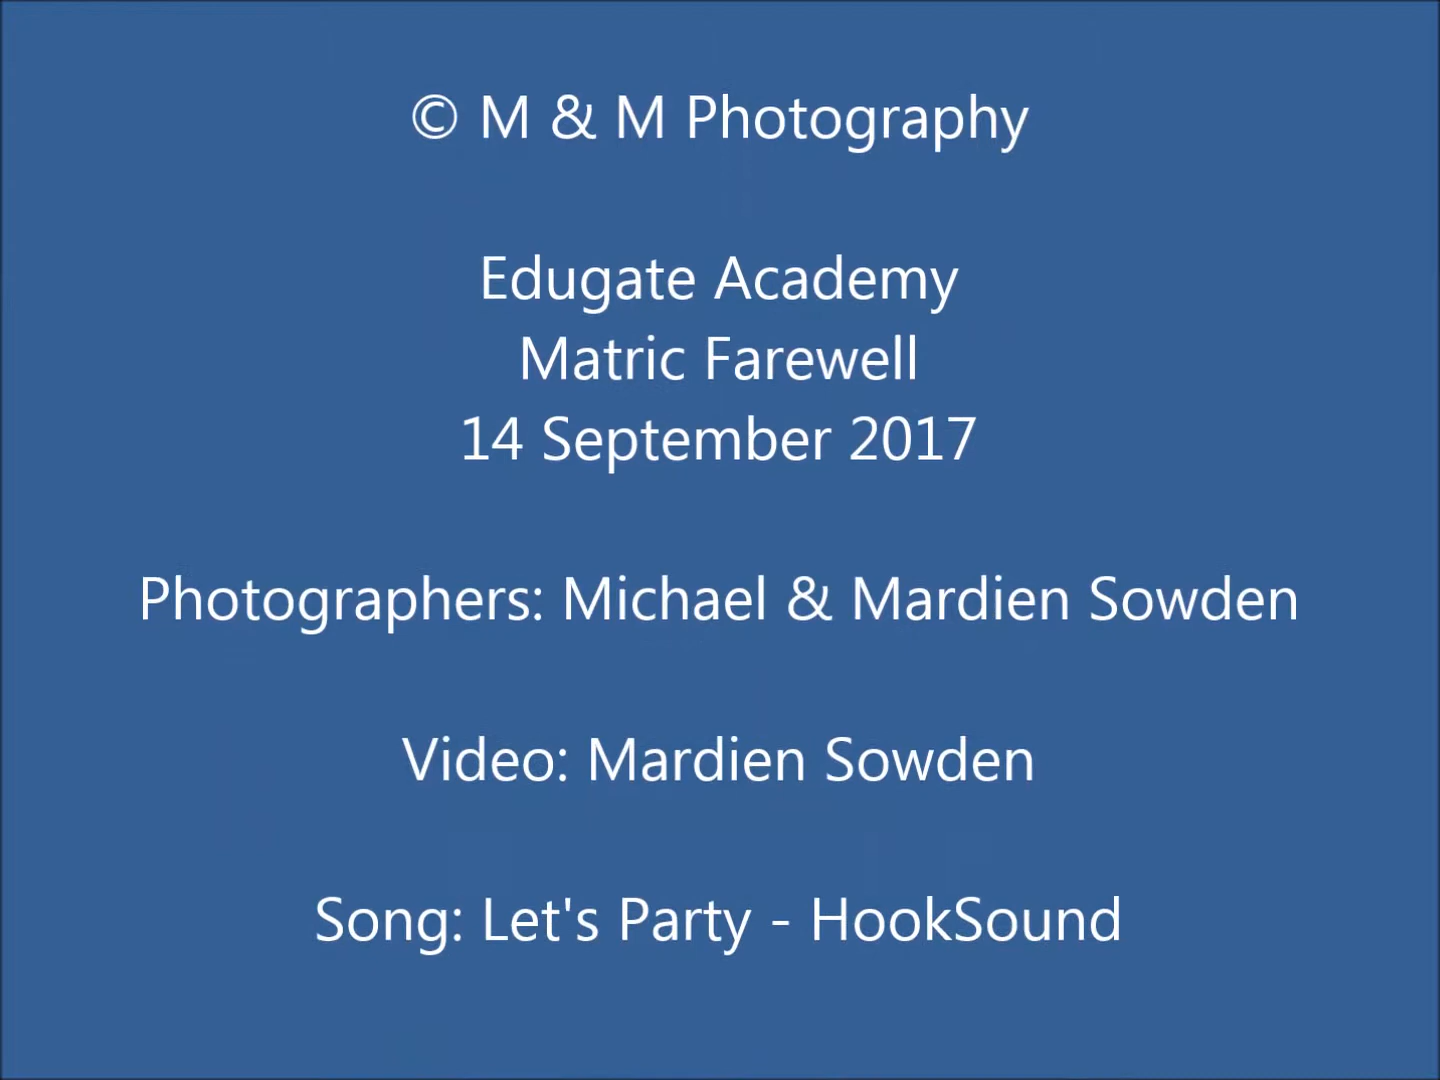 © M & M Photography
Edugate Academy
Matric Farewell
14 September 2017
Photographers: Michael & Mardien Sowden
Video: Mardien Sowden
Song: Let's Party - HookSound